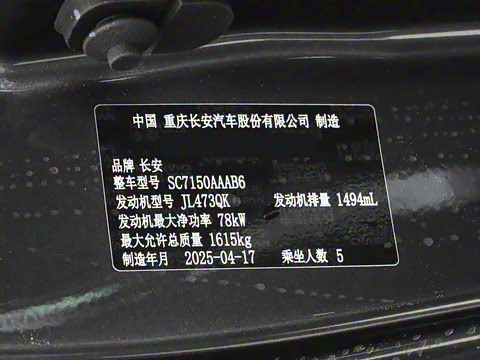 中国 重庆长安汽车股份有限公司 制造
品牌 长安
整车型号 SC7150AAAB6
发动机型号 JL473QK 发动机排量 1494mL
发动机最大净功率 78kW
最大允许总质量 1615kg
制造年月 2025-04-17 乘坐人数 5